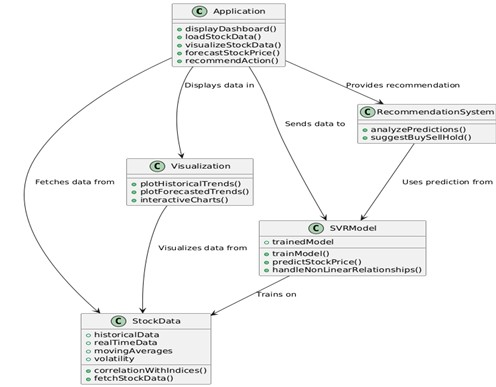 C Application
displayDashboard()
loadStockData()
visualizeStockData()
forecastStockPrice()
recommendAction()
Displays data in
Provides recommendation
C RecommendationSystem
analyzePredictions()
suggestBuySellHold()
Sends data to
C Visualization
plotHistoricalTrends()
plotForecastedTrends()
interactiveCharts()
Fetches data from
Uses prediction from
C SVRModel
trainedModel
trainModel()
predictStockPrice()
handleNonLinearRelationships()
Visualizes data from
Trains on
C StockData
historicalData
realTimeData
movingAverages
volatility
correlationWithIndices()
fetchStockData()